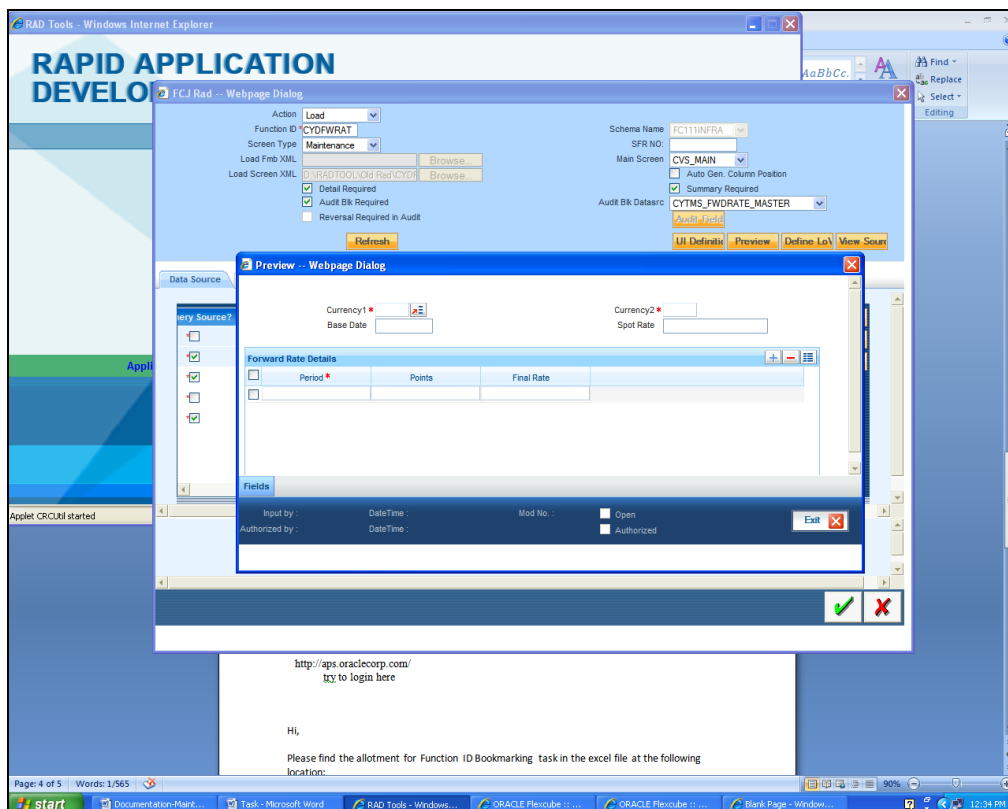 RAD Tools - Windows Internet Explorer
RAPID APPLICATION
DEVELO
AaBbCc.
Find
Replace
Select
Editing
FCJ Rad -- Webpage Dialog
Action Load
Function ID *CYDFWRAT
Schema Name FC111INFRA
Screen Type Maintenance
SFR NO:
Load Fmb XML Browse...
Main Screen CVS_MAIN
Load Screen XML D:\RADTOOL\Old Rad\CYDF Browse...
Auto Gen. Column Position
Detail Required
Summary Required
Audit Blk Required
Audit Blk Datasrc CYTMS_FWDRATE_MASTER
Reversal Required in Audit
Audit Field
Refresh
UI Definitio Preview Define LoV View Sour
Data Source
ery Source?
Appli
Preview -- Webpage Dialog
Currency1 *
Currency2 *
Base Date
Spot Rate
Forward Rate Details
Period * Points Final Rate
Fields
Input by : DateTime : Mod No. : Open
Authorized by : DateTime : Authorized
Exit
Applet CRCUtil started
http://aps.oraclecorp.com/
try to login here
Hi,
Please find the allotment for Function ID Bookmarking task in the excel file at the following
location:
Page: 4 of 5 Words: 1/565
90%
start
Documentation-Maint...
Task - Microsoft Word
RAD Tools - Windows...
ORACLE Flexcube :: ...
ORACLE Flexcube :: ...
Blank Page - Window...
12:34 PM